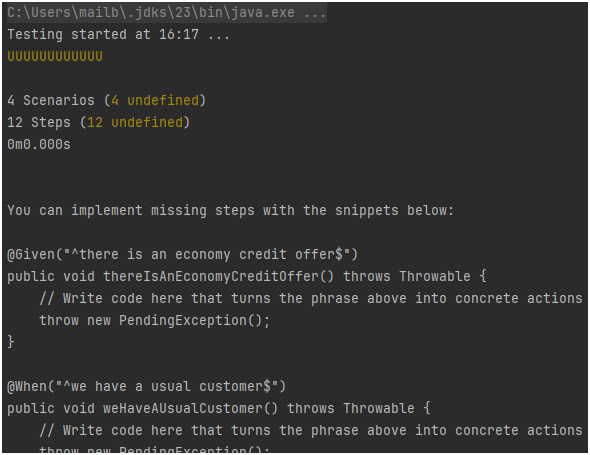 C:\Users\mailb\.jdks\23\bin\java.exe ...
Testing started at 16:17 ...
UUUUUUUUUUUU
4 Scenarios (4 undefined)
12 Steps (12 undefined)
0m0.000s
You can implement missing steps with the snippets below:
@Given("^there is an economy credit offer$")
public void thereIsAnEconomyCreditOffer() throws Throwable {
    // Write code here that turns the phrase above into concrete actions
    throw new PendingException();
}
@When("^we have a usual customer$")
public void weHaveAUsualCustomer() throws Throwable {
    // Write code here that turns the phrase above into concrete actions
    throw new PendingException();